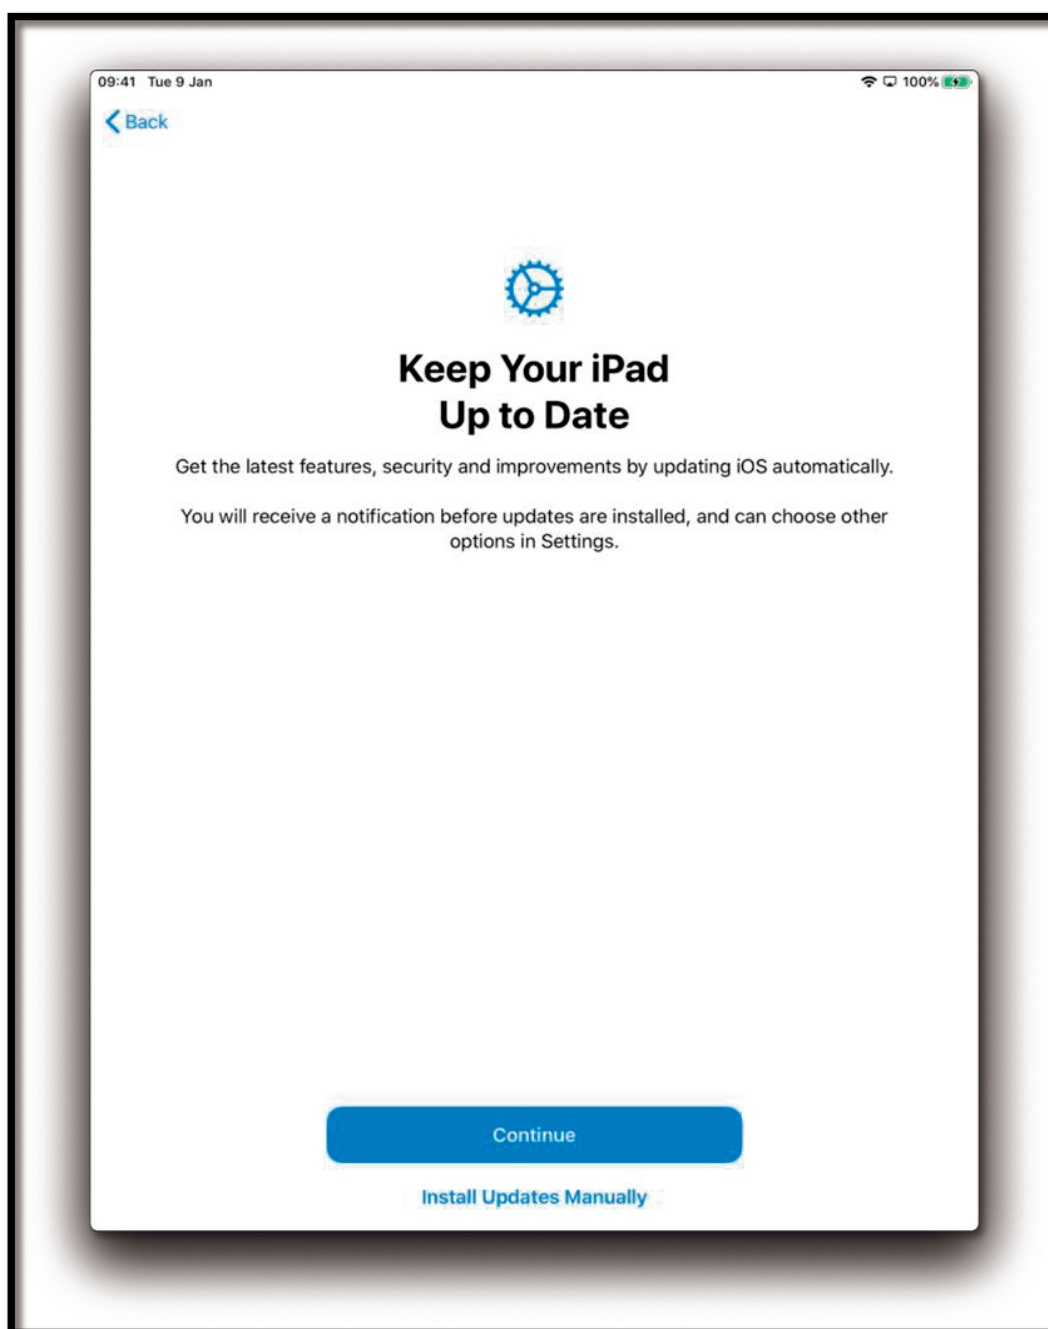 09:41 Tue 9 Jan
100%
Back
Keep Your iPad
Up to Date
Get the latest features, security and improvements by updating iOS automatically.
You will receive a notification before updates are installed, and can choose other
options in Settings.
Continue
Install Updates Manually